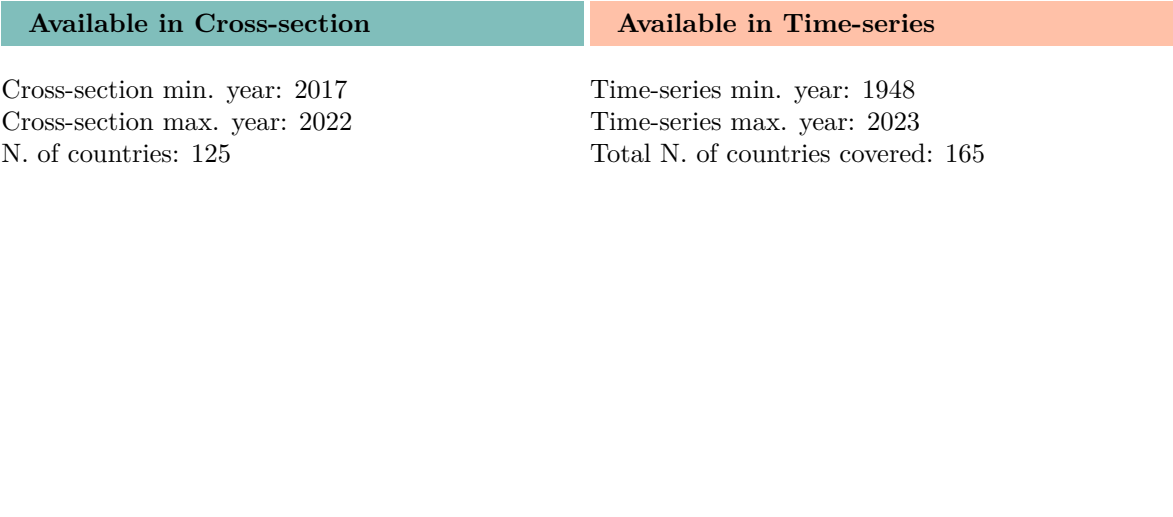 Available in Cross-section
Cross-section min. year: 2017
Cross-section max. year: 2022
N. of countries: 125
Available in Time-series
Time-series min. year: 1948
Time-series max. year: 2023
Total N. of countries covered: 165